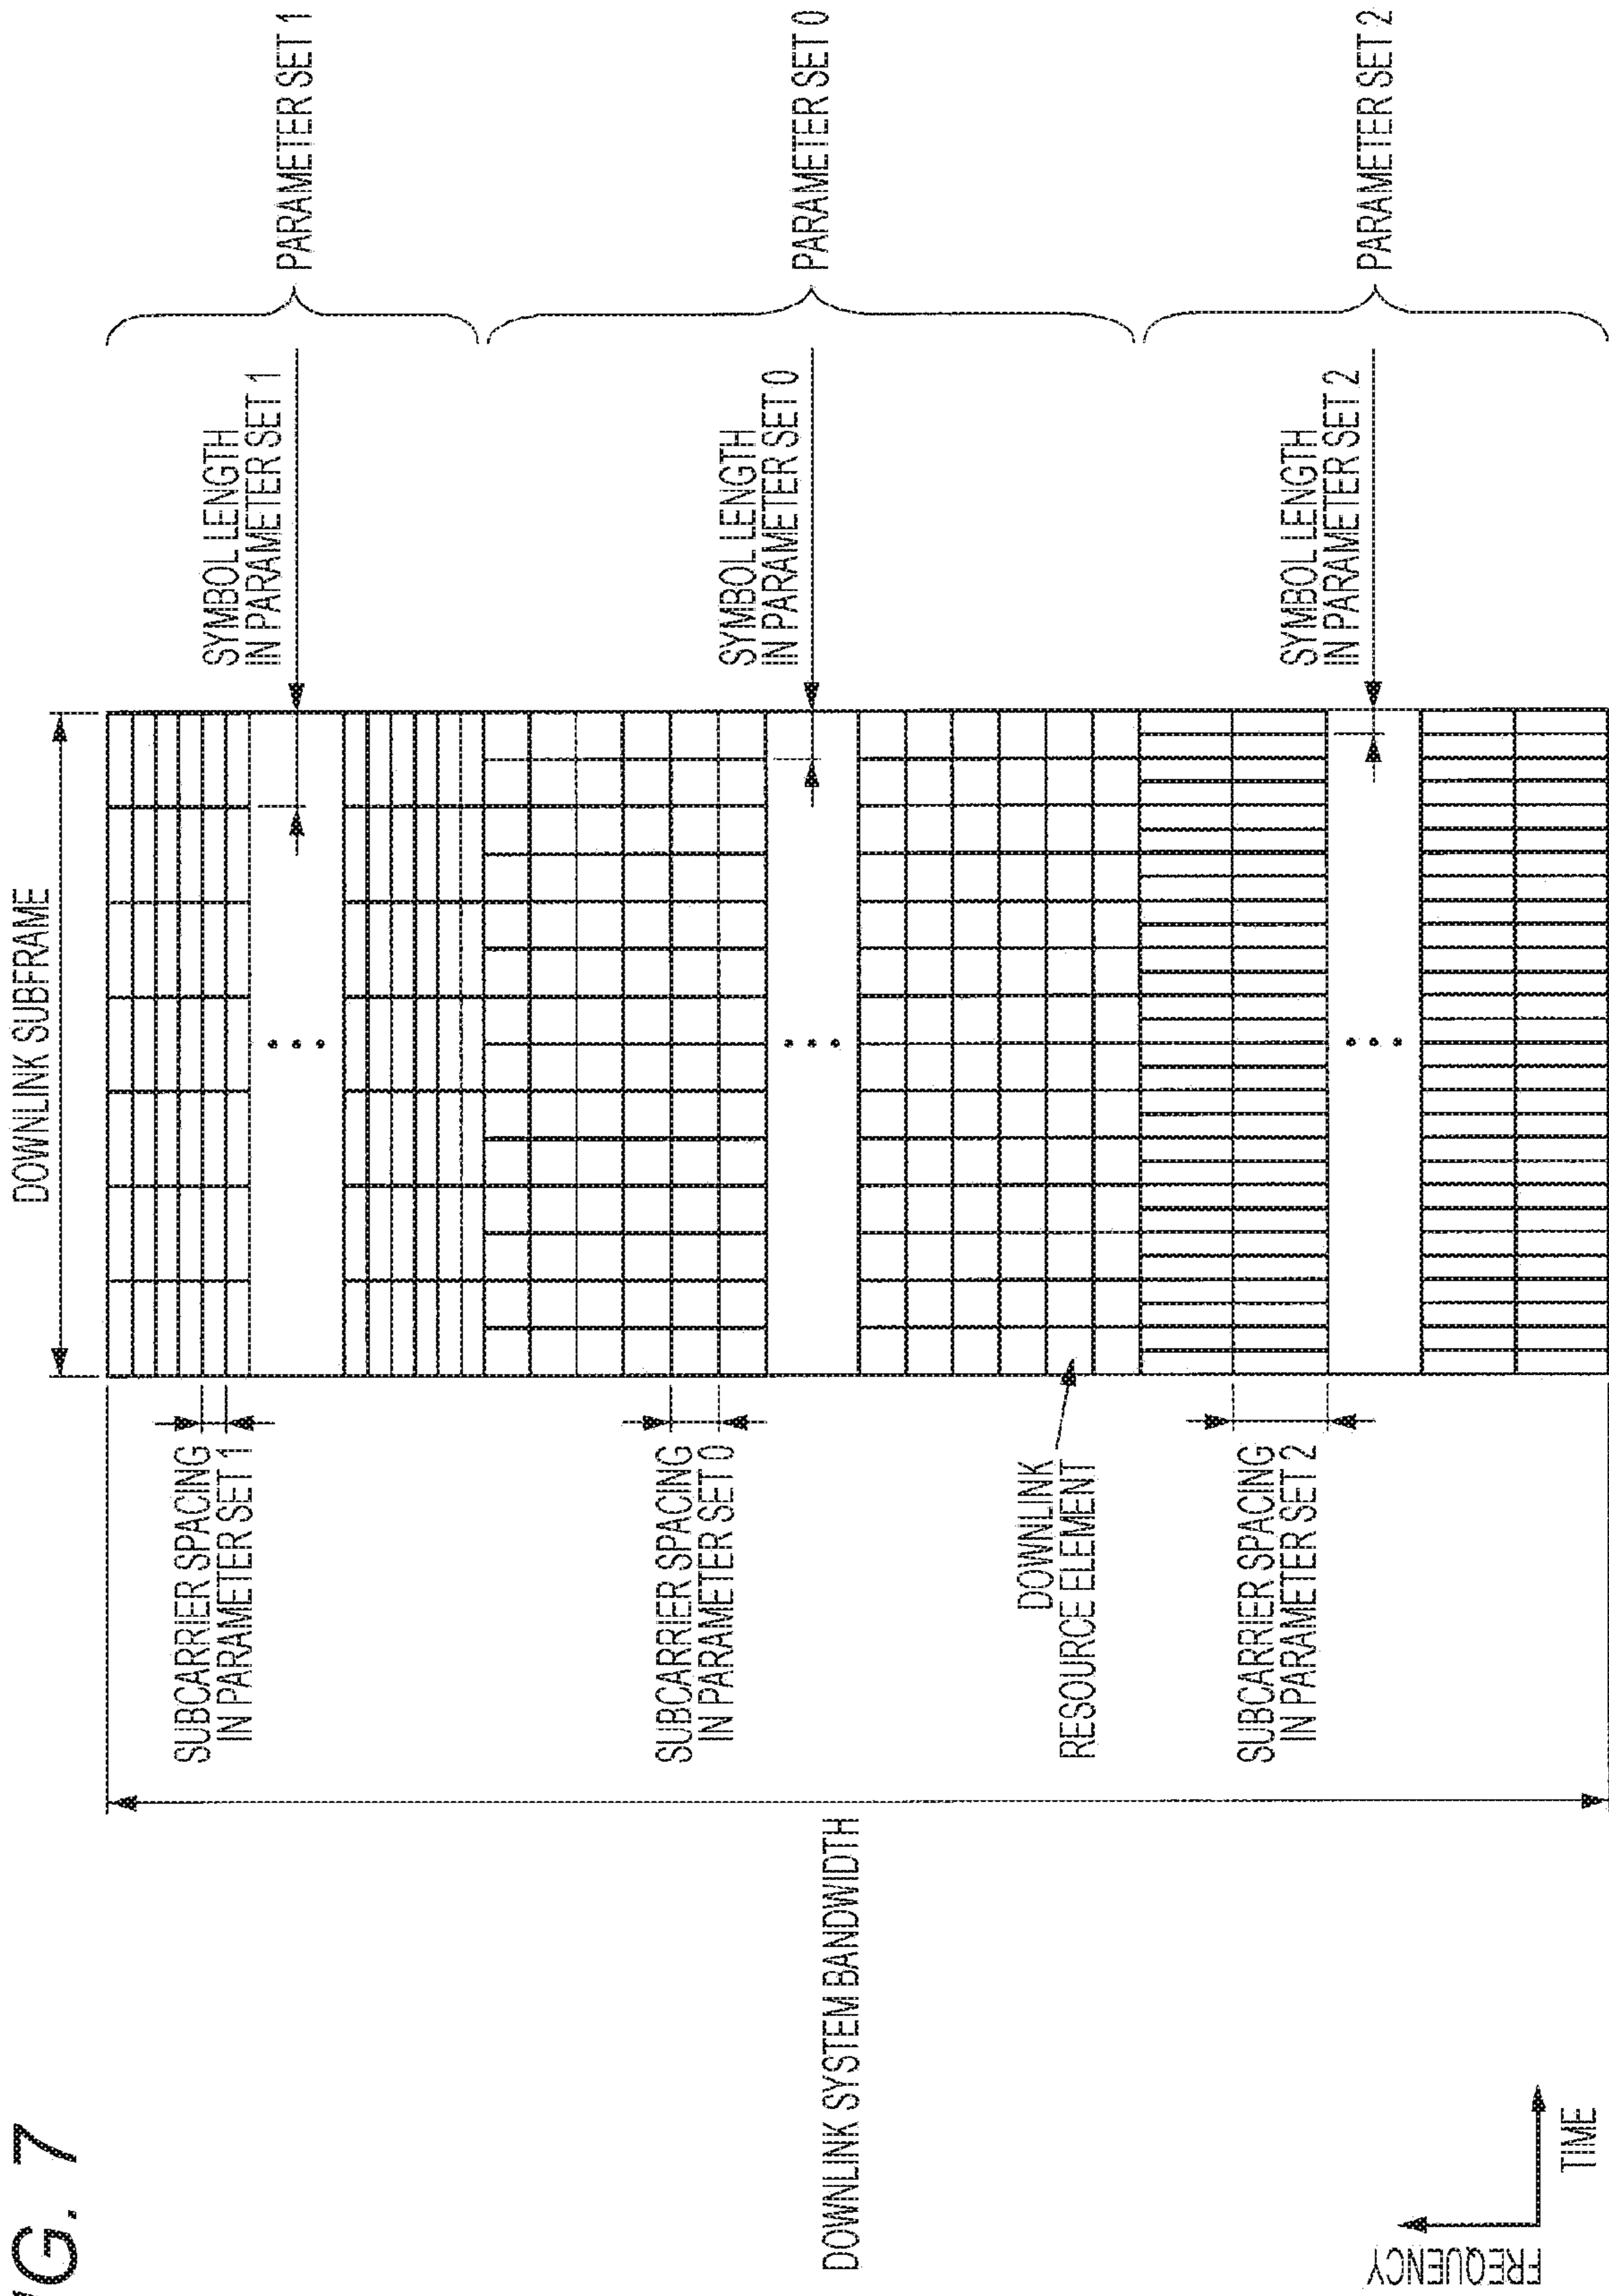 FIG. 7
DOWNLINK SUBFRAME
SUBCARRIER SPACING
IN PARAMETER SET 1
SYMBOL LENGTH
IN PARAMETER SET 1
PARAMETER SET 1
SUBCARRIER SPACING
IN PARAMETER SET 0
SYMBOL LENGTH
IN PARAMETER SET 0
PARAMETER SET 0
DOWNLINK SYSTEM BANDWIDTH
DOWNLINK
RESOURCE ELEMENT
SUBCARRIER SPACING
IN PARAMETER SET 2
SYMBOL LENGTH
IN PARAMETER SET 2
PARAMETER SET 2
FREQUENCY
TIME